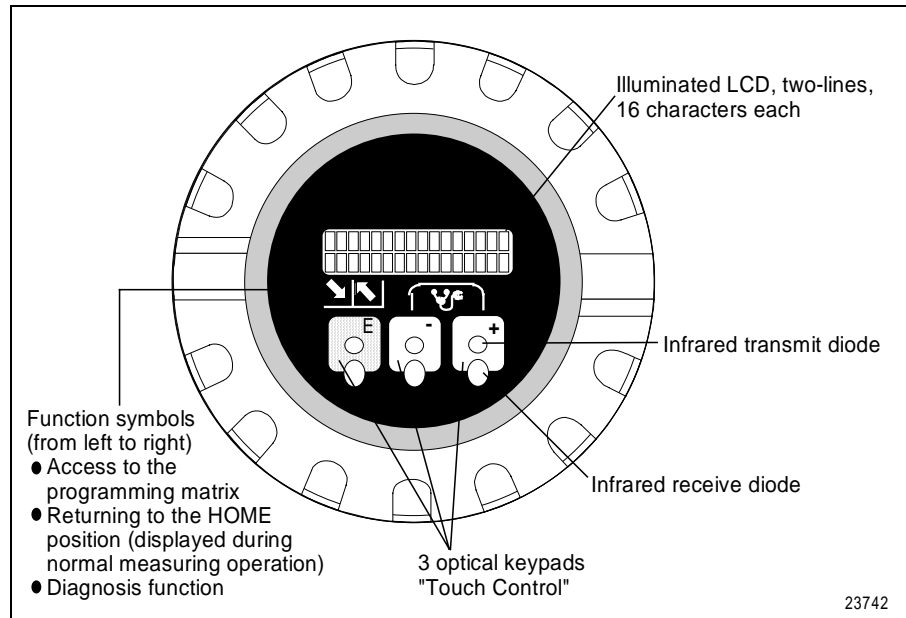 Illuminated LCD, two-lines,
16 characters each
E
-
+
Infrared transmit diode
Function symbols
(from left to right)
● Access to the
programming matrix
● Returning to the HOME
position (displayed during
normal measuring operation)
● Diagnosis function
Infrared receive diode
3 optical keypads
"Touch Control"
23742